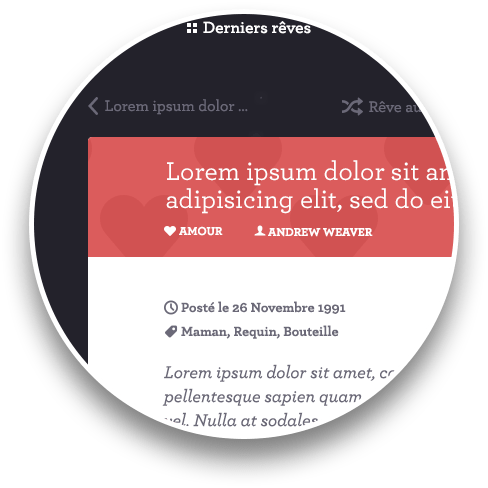 Derniers rêves
Lorem ipsum dolor ...
Rêve
Lorem ipsum dolor sit
adipisicing elit, sed do
AMOUR
ANDREW WEAVER
Posté le 26 Novembre 1991
Maman, Requin, Bouteille
Lorem ipsum dolor sit amet,
pellentesque sapien quam
vel. Nulla at sodales